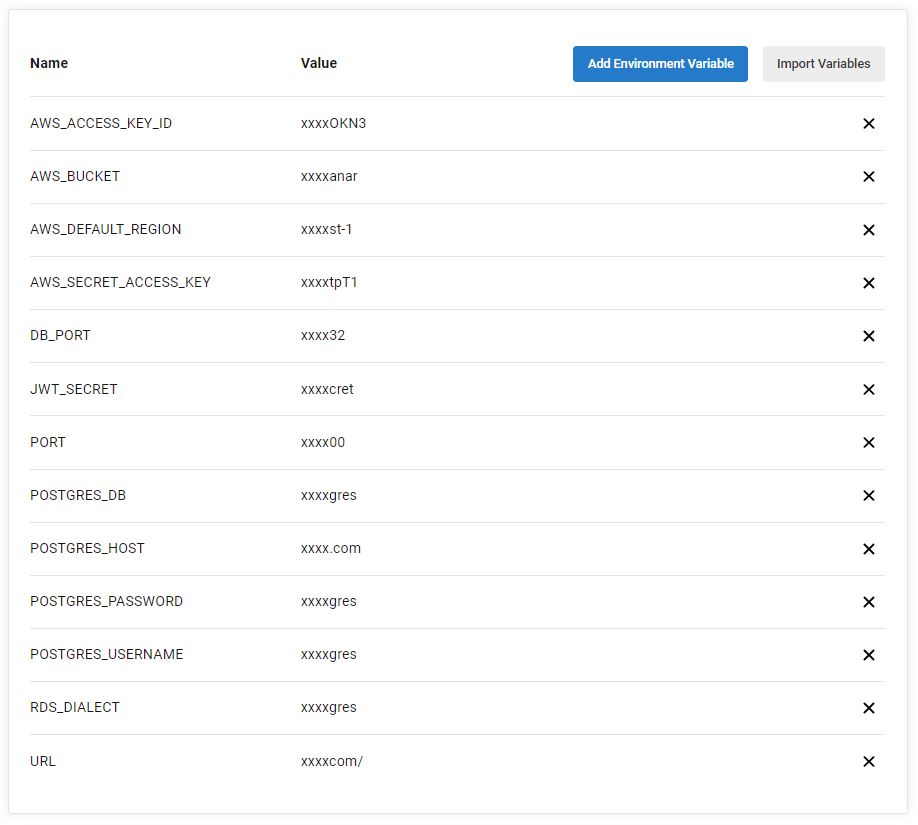 Name Value Add Environment Variable Import Variables
AWS_ACCESS_KEY_ID xxxxOKN3
AWS_BUCKET xxxxanar
AWS_DEFAULT_REGION xxxxst-1
AWS_SECRET_ACCESS_KEY xxxxtpT1
DB_PORT xxxx32
JWT_SECRET xxxxcret
PORT xxxx00
POSTGRES_DB xxxxgres
POSTGRES_HOST xxxx.com
POSTGRES_PASSWORD xxxxgres
POSTGRES_USERNAME xxxxgres
RDS_DIALECT xxxxgres
URL xxxxcom/